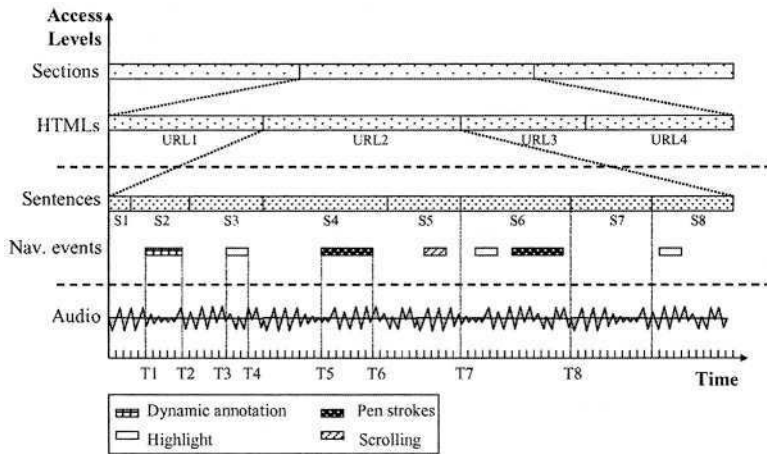 Access
Levels
Sections
HTMLs
URL1 URL2 URL3 URL4
Sentences
S1 S2 S3 S4 S5 S6 S7 S8
Nav. events
Audio
T1 T2 T3 T4 T5 T6 T7 T8
Time
Dynamic annotation Pen strokes
Highlight Scrolling